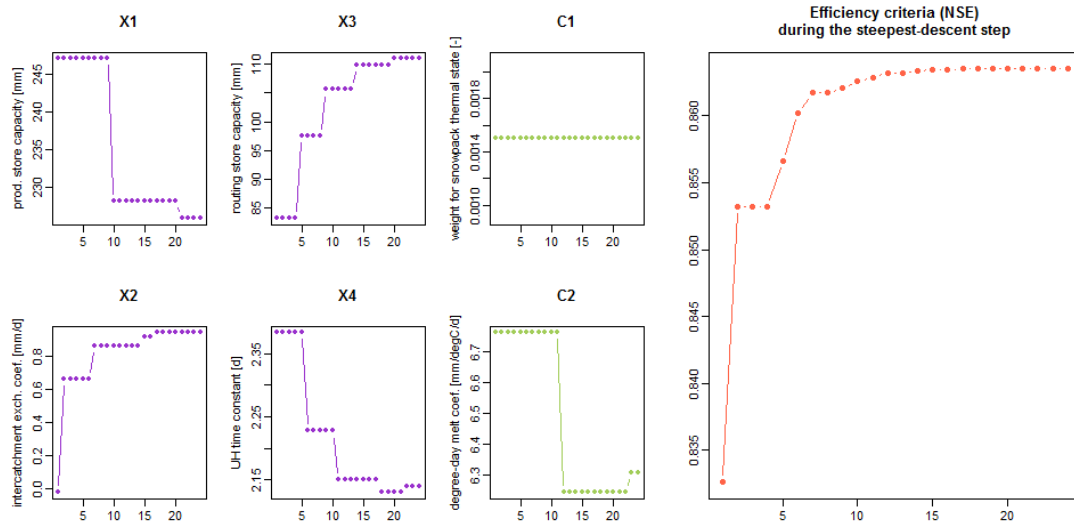 X1
prod. store capacity [mm]
245
240
235
230
5 10 15 20
X3
routing store capacity [mm]
110
100
95
90
85
5 10 15 20
C1
weight for snowpack thermal state [-]
0.0018
0.0014
0.0010
5 10 15 20
Efficiency criteria (NSE)
during the steepest-descent step
0.860
0.855
0.850
0.845
0.840
0.835
5 10 15 20
X2
intercatchment exch. coef. [mm/d]
0.8
0.6
0.4
0.2
0.0
5 10 15 20
X4
UH time constant [d]
2.35
2.25
2.15
5 10 15 20
C2
degree-day melt coef. [mm/degC/d]
6.7
6.6
6.5
6.4
6.3
5 10 15 20